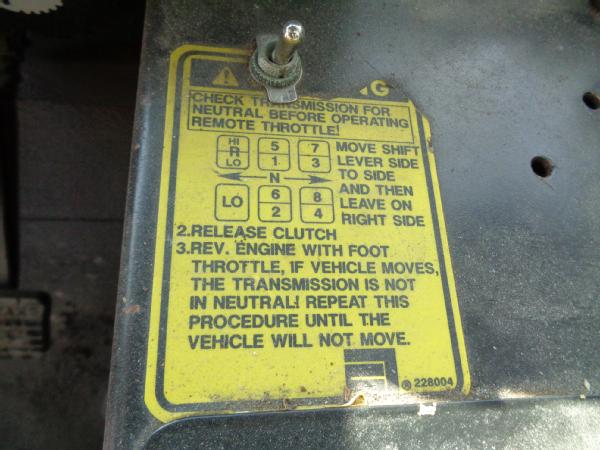 G
CHECK TRANSMISSION FOR
NEUTRAL BEFORE OPERATING
REMOTE THROTTLE!
HI 5 7 MOVE SHIFT
R LEVER SIDE
LO 1 3
← N → TO SIDE
6 8 AND THEN
LO LEAVE ON
2 4 RIGHT SIDE
2.RELEASE CLUTCH
3.REV. ENGINE WITH FOOT
THROTTLE, IF VEHICLE MOVES,
THE TRANSMISSION IS NOT
IN NEUTRAL! REPEAT THIS
PROCEDURE UNTIL THE
VEHICLE WILL NOT MOVE.
228004